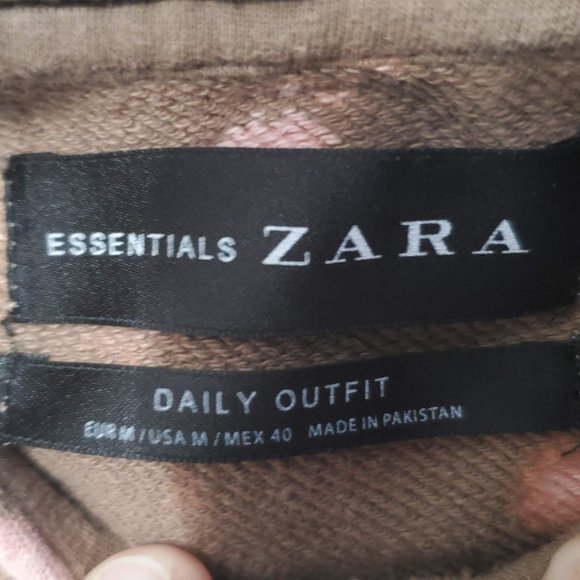 ESSENTIALS ZARA
DAILY OUTFIT
EUR M / USA M / MEX 40 MADE IN PAKISTAN